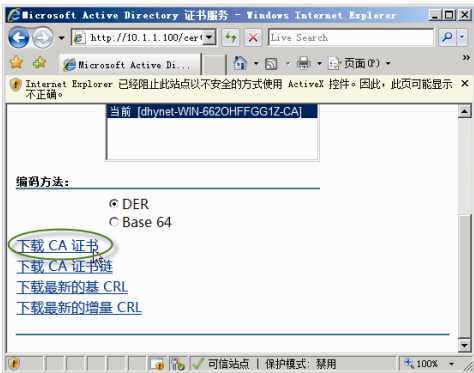 Microsoft Active Directory 证书服务 - Windows Internet Explorer
http://10.1.1.100/cert
Live Search
Microsoft Active Di...
页面(P)
Internet Explorer 已经阻止此站点以不安全的方式使用 ActiveX 控件。因此，此页可能显示不正确。
当前 [dhynet-WIN-662OHFFGG1Z-CA]
编码方法：
DER
Base 64
下载 CA 证书
下载 CA 证书链
下载最新的基 CRL
下载最新的增量 CRL
可信站点 | 保护模式: 禁用
100%